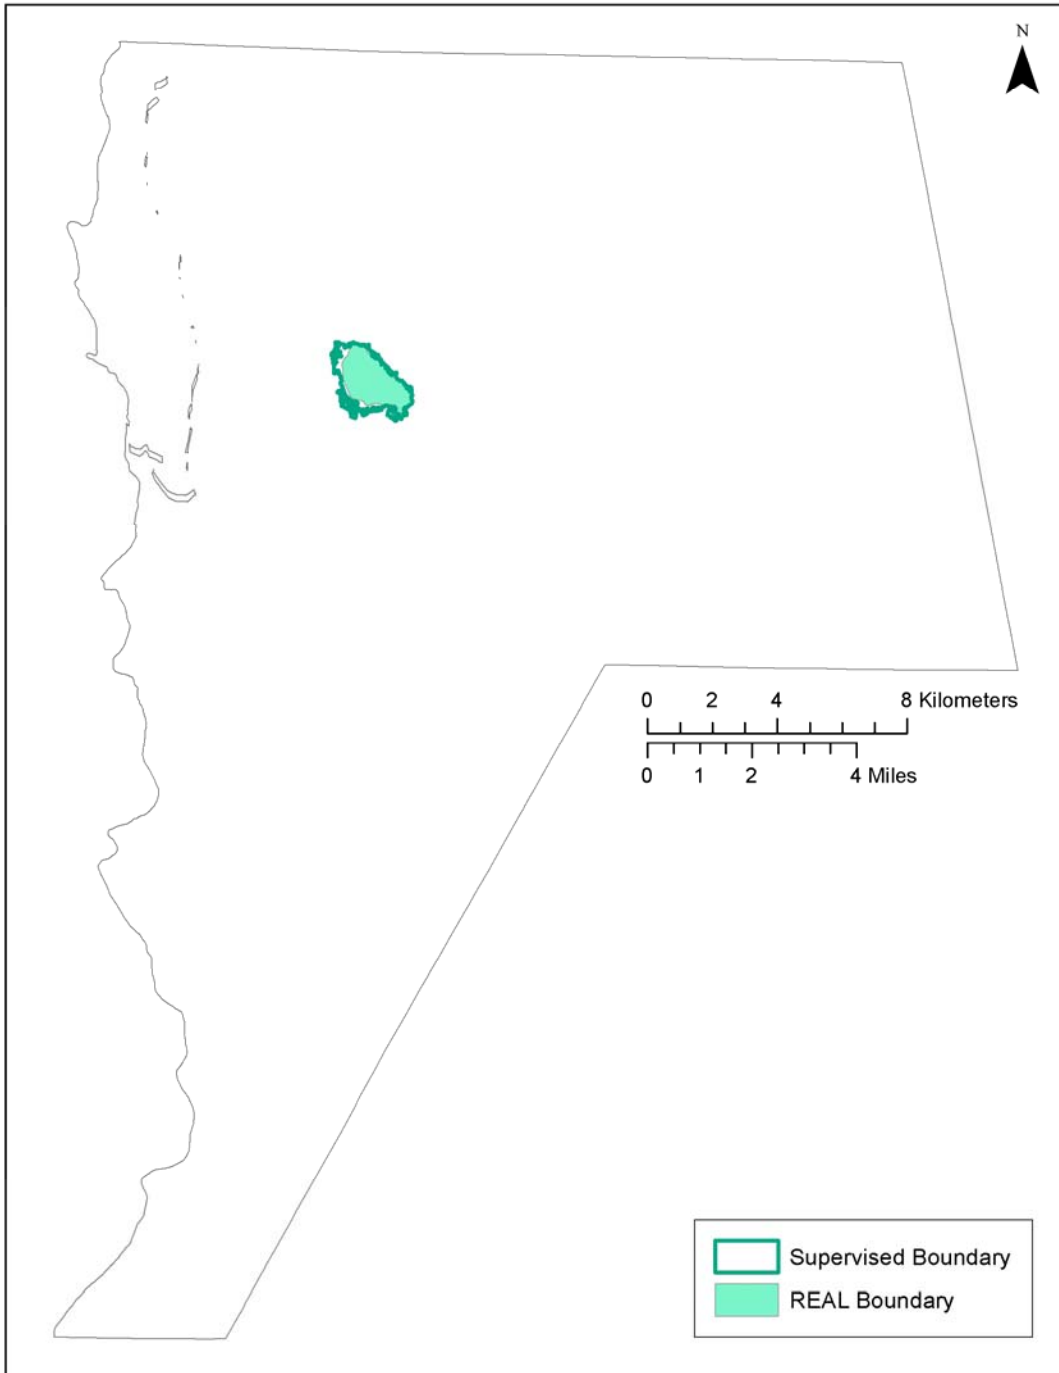 N
0 2 4 8 Kilometers
0 1 2 4 Miles
Supervised Boundary
REAL Boundary